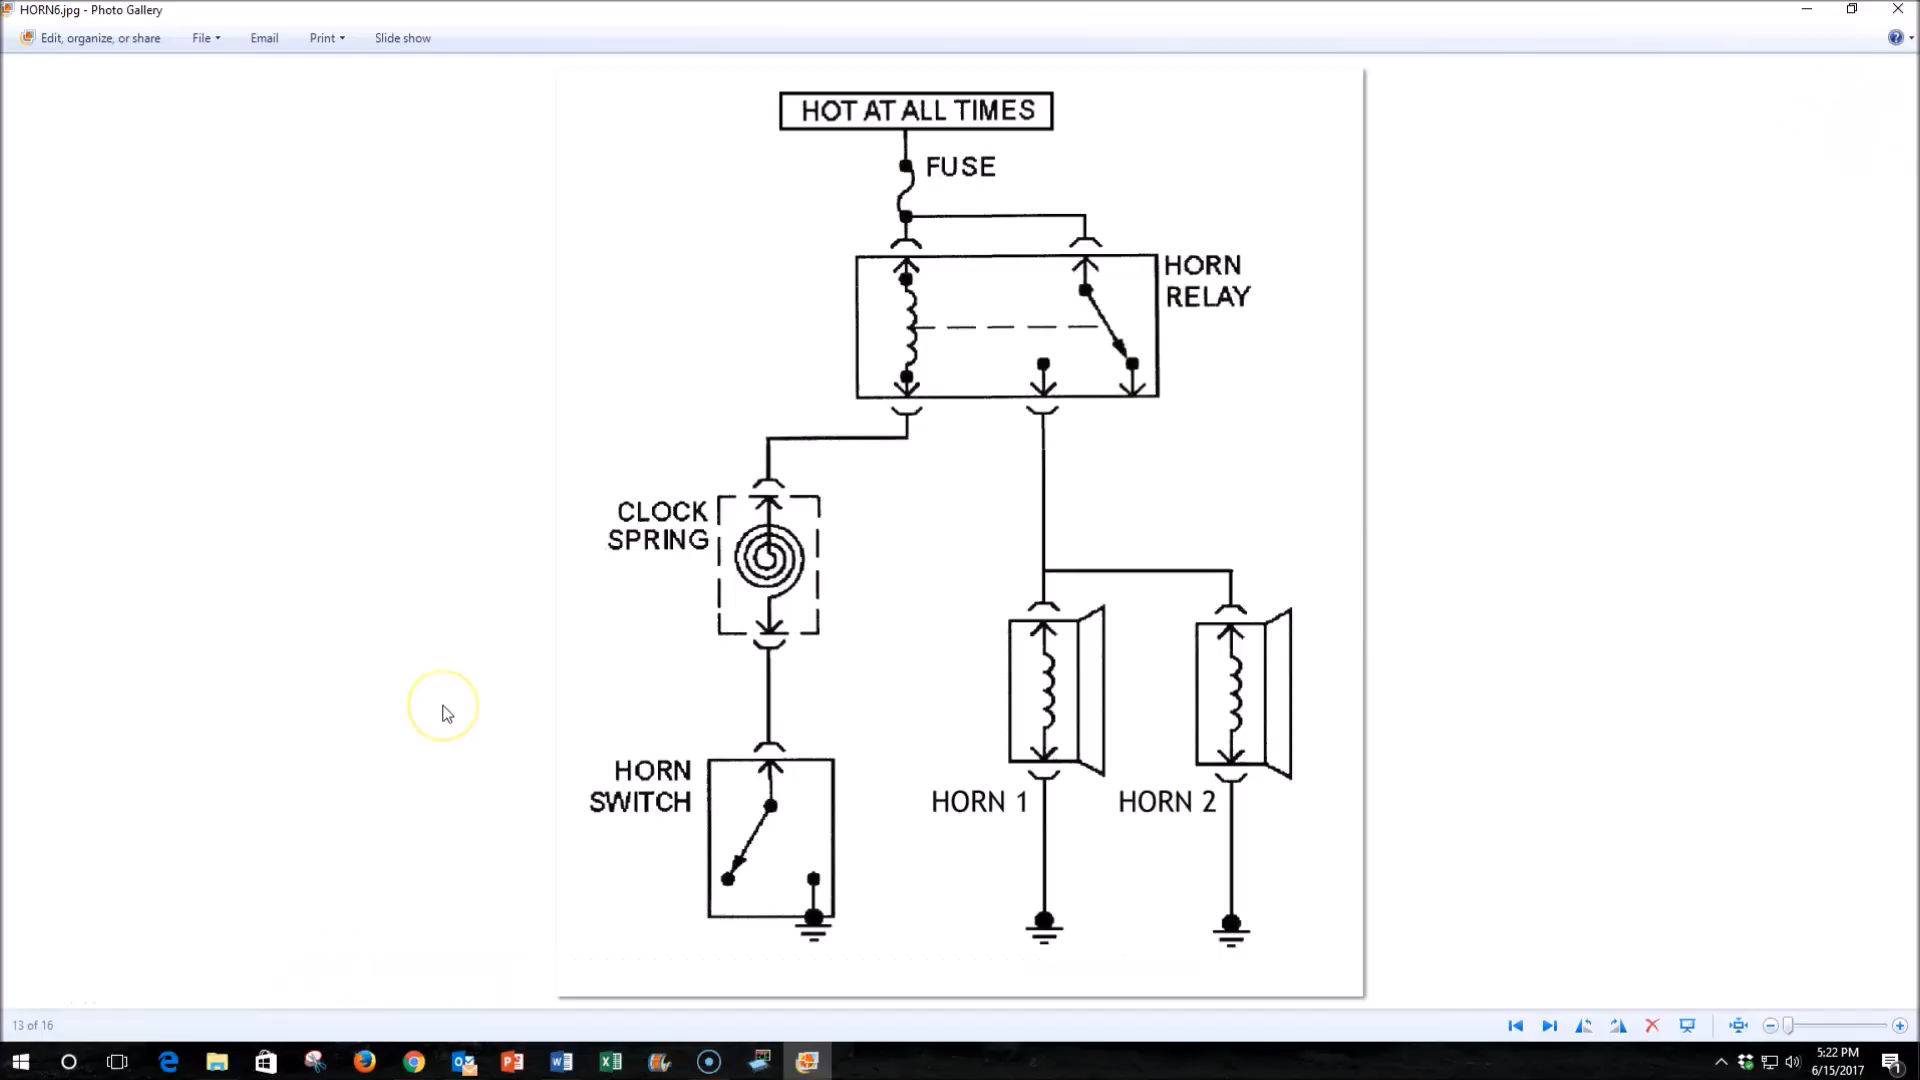 HORN6.jpg - Photo Gallery
Edit, organize, or share File Email Print Slide show
HOT AT ALL TIMES
FUSE
HORN
RELAY
CLOCK
SPRING
HORN
SWITCH
HORN 1
HORN 2
13 of 16
5:22 PM
6/15/2017